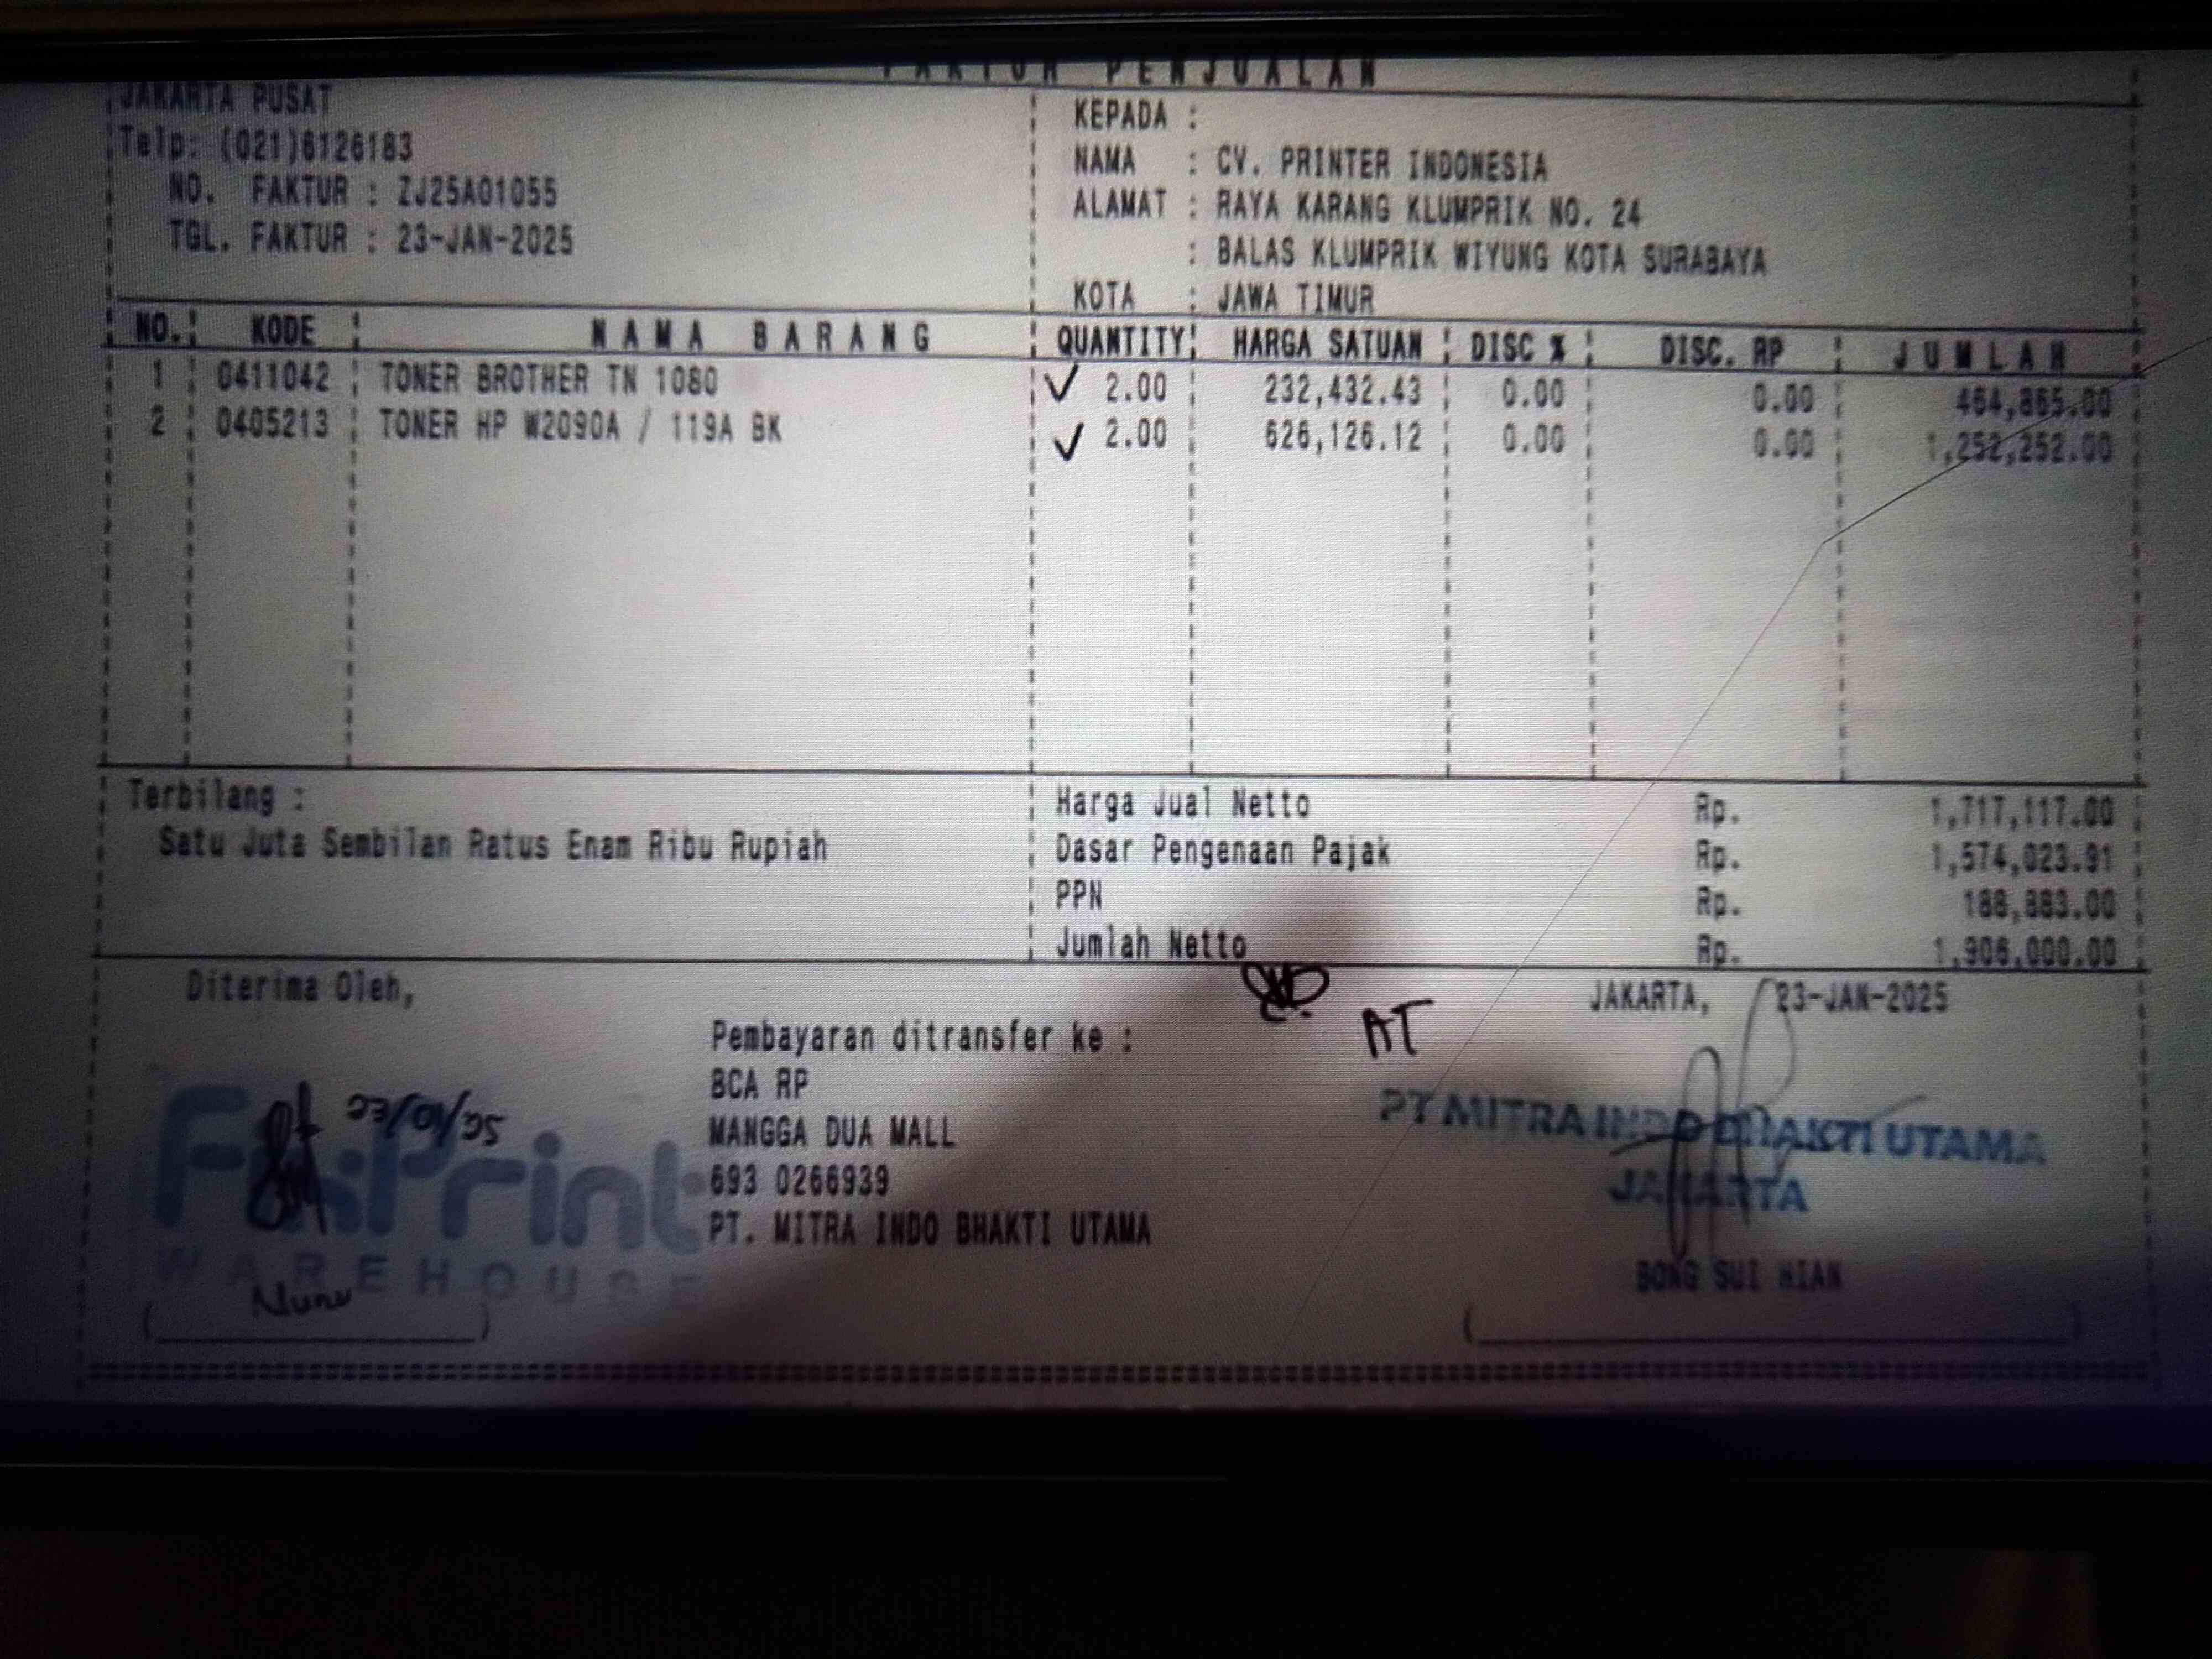 FAKTUR PENJUALAN
JAKARTA PUSAT
Telp: (021)6126183
NO. FAKTUR : ZJ25A01055
TGL. FAKTUR : 23-JAN-2025
KEPADA :
NAMA : CV. PRINTER INDONESIA
ALAMAT : RAYA KARANG KLUMPRIK NO. 24
: BALAS KLUMPRIK WIYUNG KOTA SURABAYA
KOTA : JAWA TIMUR
NO. KODE NAMA BARANG QUANTITY HARGA SATUAN DISC % DISC. RP JUMLAH
1 0411042 TONER BROTHER TN 1080 2.00 232,432.43 0.00 0.00 464,865.00
2 0405213 TONER HP W2090A / 119A BK 2.00 626,126.12 0.00 0.00 1,252,252.00
Terbilang :
Satu Juta Sembilan Ratus Enam Ribu Rupiah
Harga Jual Netto Rp. 1,717,117.00
Dasar Pengenaan Pajak Rp. 1,574,023.91
PPN Rp. 188,883.00
Jumlah Netto Rp. 1,906,000.00
Diterima Oleh,
Pembayaran ditransfer ke :
BCA RP
MANGGA DUA MALL
693 0266939
PT. MITRA INDO BHAKTI UTAMA
AT
JAKARTA, 23-JAN-2025
PT MITRA INDO BHAKTI UTAMA
JAKARTA
BONG SUI HIAN
WAREHOUSE